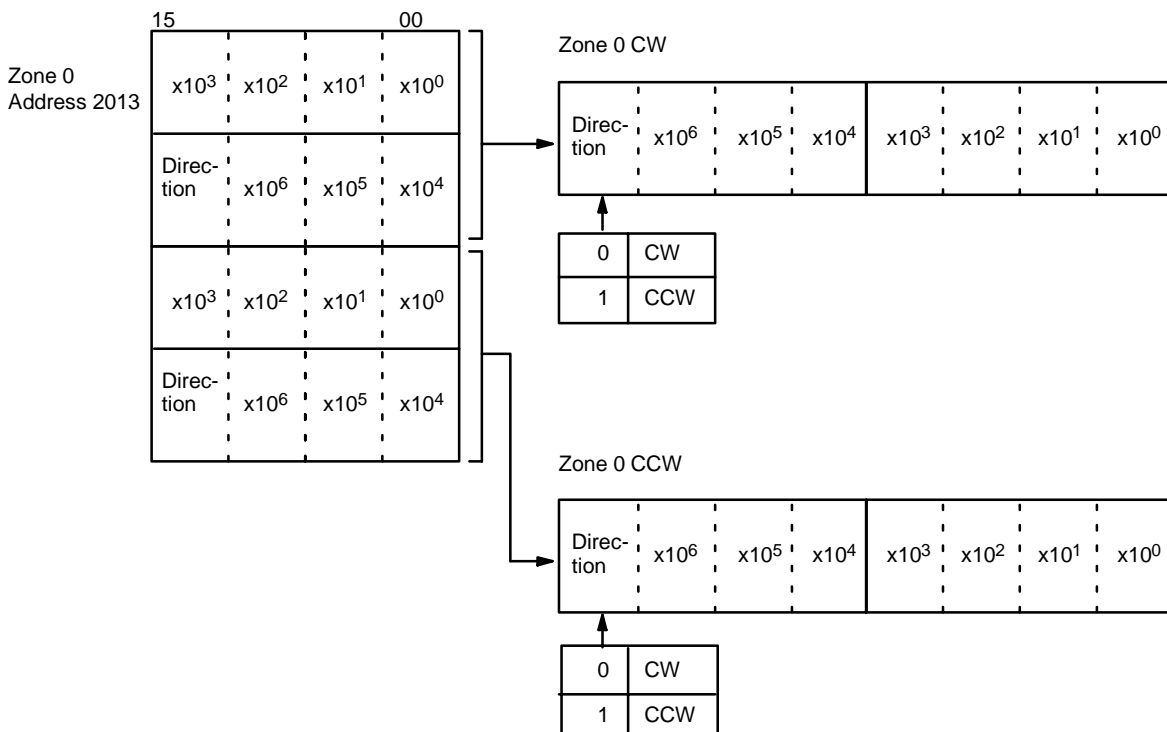 15 00
Zone 0
Address 2013
x10³ x10² x10¹ x10⁰
Direc-
tion x10⁶ x10⁵ x10⁴
x10³ x10² x10¹ x10⁰
Direc-
tion x10⁶ x10⁵ x10⁴
Zone 0 CW
Direc-
tion x10⁶ x10⁵ x10⁴ x10³ x10² x10¹ x10⁰
0 CW
1 CCW
Zone 0 CCW
Direc-
tion x10⁶ x10⁵ x10⁴ x10³ x10² x10¹ x10⁰
0 CW
1 CCW